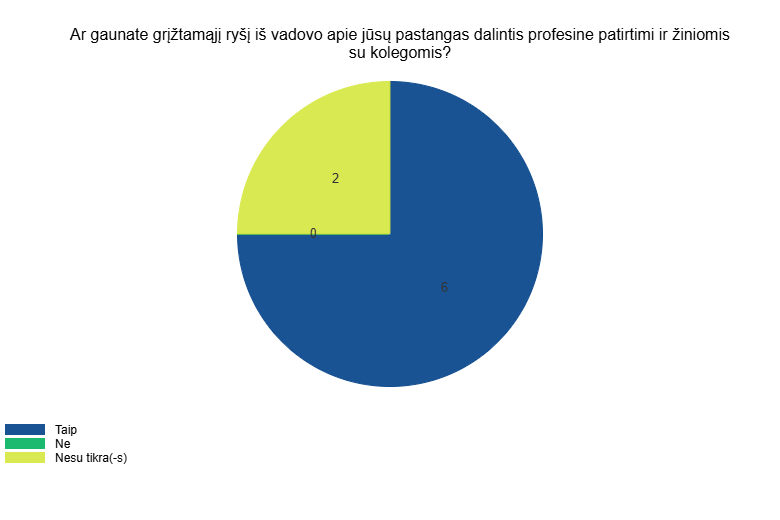 Ar gaunate grįžtamąjį ryšį iš vadovo apie jūsų pastangas dalintis profesine patirtimi ir žiniomis
su kolegomis?
2
0
6
Taip
Ne
Nesu tikra(-s)